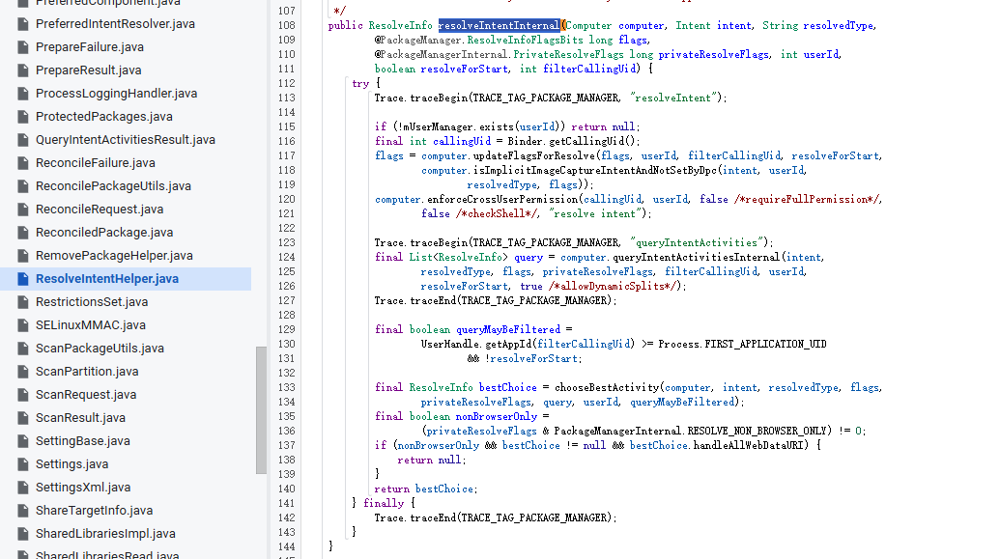 PreferredComponent.java
PreferredIntentResolver.java
PrepareFailure.java
PrepareResult.java
ProcessLoggingHandler.java
ProtectedPackages.java
QueryIntentActivitiesResult.java
ReconcileFailure.java
ReconcilePackageUtils.java
ReconcileRequest.java
ReconciledPackage.java
RemovePackageHelper.java
ResolveIntentHelper.java
RestrictionsSet.java
SELinuxMMAC.java
ScanPackageUtils.java
ScanPartition.java
ScanRequest.java
ScanResult.java
SettingBase.java
Settings.java
SettingsXml.java
ShareTargetInfo.java
SharedLibrariesImpl.java
SharedLibrariesRead.java
107 */
108 public ResolveInfo resolveIntentInternal(Computer computer, Intent intent, String resolvedType,
109 @PackageManager.ResolveInfoFlagsBits long flags,
110 @PackageManagerInternal.PrivateResolveFlags long privateResolveFlags, int userId,
111 boolean resolveForStart, int filterCallingUid) {
112 try {
113 Trace.traceBegin(TRACE_TAG_PACKAGE_MANAGER, "resolveIntent");
114
115 if (!mUserManager.exists(userId)) return null;
116 final int callingUid = Binder.getCallingUid();
117 flags = computer.updateFlagsForResolve(flags, userId, filterCallingUid, resolveForStart,
118 computer.isImplicitImageCaptureIntentAndNotSetByDpc(intent, userId,
119 resolvedType, flags));
120 computer.enforceCrossUserPermission(callingUid, userId, false /*requireFullPermission*/,
121 false /*checkShell*/, "resolve intent");
122
123 Trace.traceBegin(TRACE_TAG_PACKAGE_MANAGER, "queryIntentActivities");
124 final List<ResolveInfo> query = computer.queryIntentActivitiesInternal(intent,
125 resolvedType, flags, privateResolveFlags, filterCallingUid, userId,
126 resolveForStart, true /*allowDynamicSplits*/);
127 Trace.traceEnd(TRACE_TAG_PACKAGE_MANAGER);
128
129 final boolean queryMayBeFiltered =
130 UserHandle.getAppId(filterCallingUid) >= Process.FIRST_APPLICATION_UID
131 && !resolveForStart;
132
133 final ResolveInfo bestChoice = chooseBestActivity(computer, intent, resolvedType, flags,
134 privateResolveFlags, query, userId, queryMayBeFiltered);
135 final boolean nonBrowserOnly =
136 (privateResolveFlags & PackageManagerInternal.RESOLVE_NON_BROWSER_ONLY) != 0;
137 if (nonBrowserOnly && bestChoice != null && bestChoice.handleAllWebDataURI) {
138 return null;
139 }
140 return bestChoice;
141 } finally {
142 Trace.traceEnd(TRACE_TAG_PACKAGE_MANAGER);
143 }
144 }